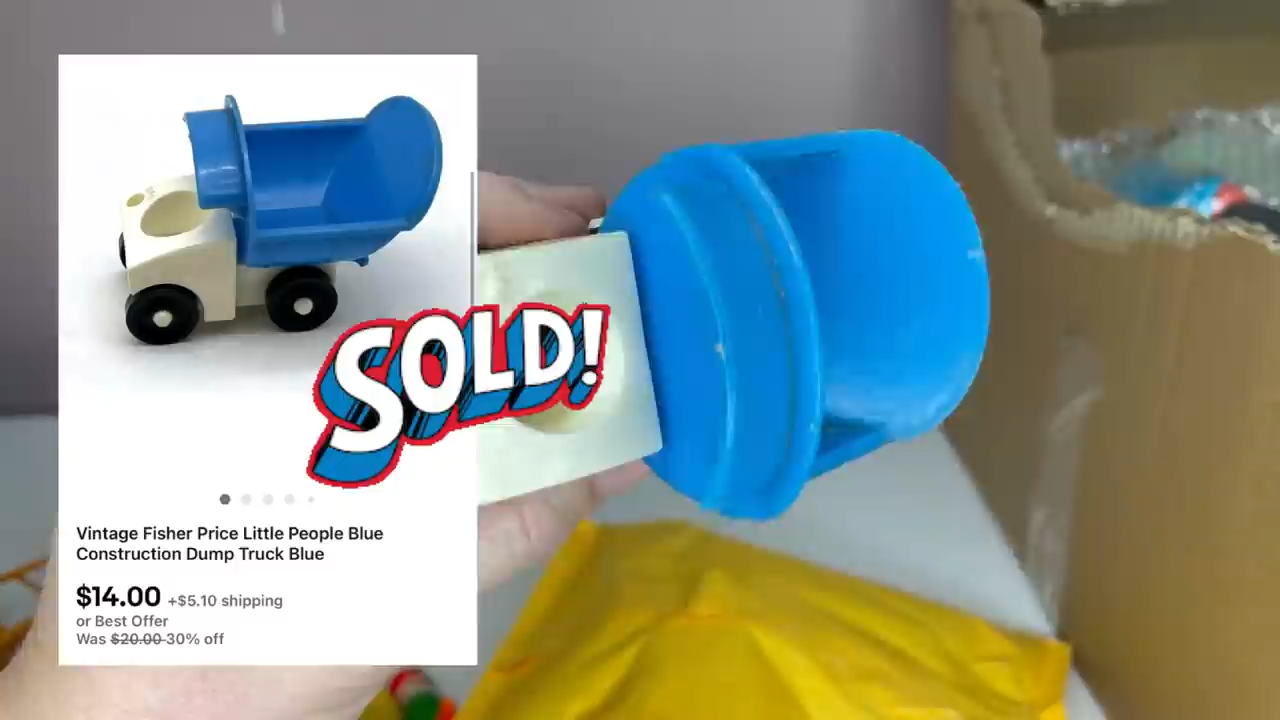 SOLD!
Vintage Fisher Price Little People Blue
Construction Dump Truck Blue
$14.00 +$5.10 shipping
or Best Offer
Was $20.00 30% off